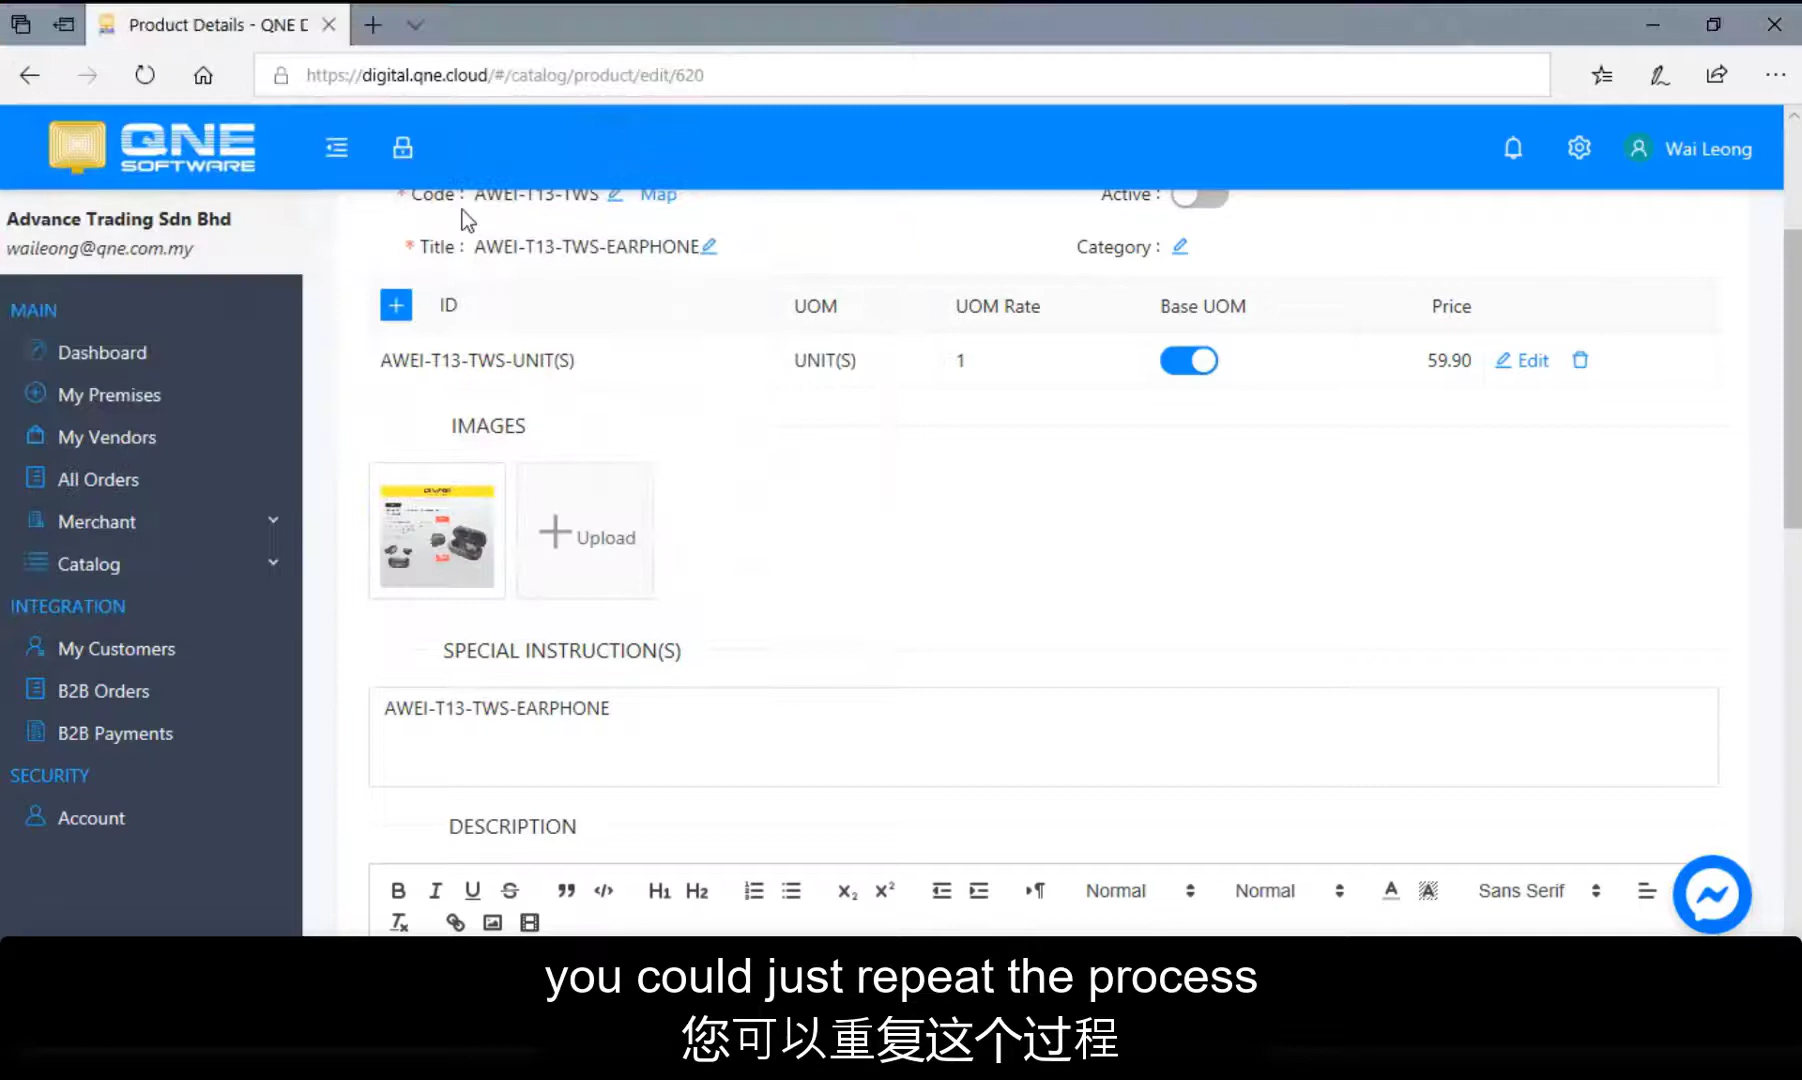 Product Details - QNE D
https://digital.qne.cloud/#/catalog/product/edit/620
QNE
SOFTWARE
Wai Leong
Advance Trading Sdn Bhd
waileong@qne.com.my
MAIN
Dashboard
My Premises
My Vendors
All Orders
Merchant
Catalog
INTEGRATION
My Customers
B2B Orders
B2B Payments
SECURITY
Account
* Code : AWEI-T13-TWS Map
Active :
* Title : AWEI-T13-TWS-EARPHONE
Category :
ID UOM UOM Rate Base UOM Price
AWEI-T13-TWS-UNIT(S) UNIT(S) 1 59.90 Edit
IMAGES
Upload
SPECIAL INSTRUCTION(S)
AWEI-T13-TWS-EARPHONE
DESCRIPTION
Normal Normal Sans Serif
you could just repeat the process
您可以重复这个过程